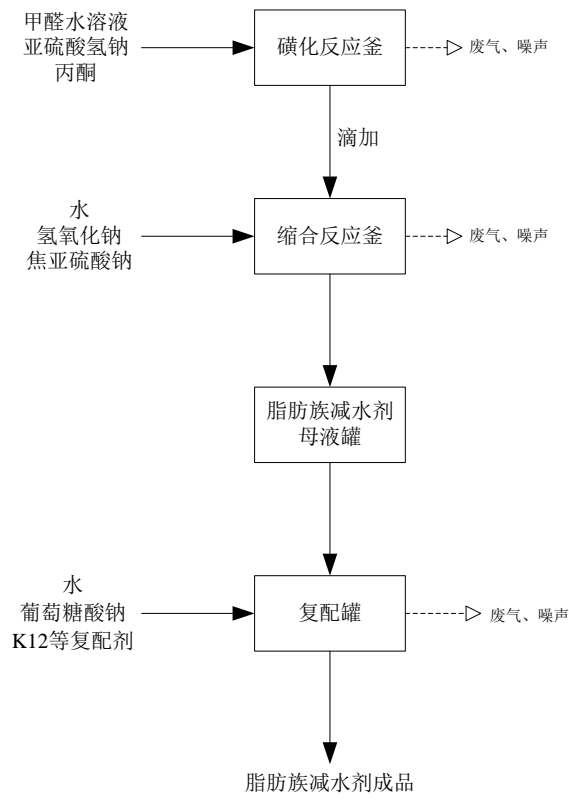 甲醛水溶液
亚硫酸氢钠
丙酮
磺化反应釜
废气、噪声
滴加
水
氢氧化钠
焦亚硫酸钠
缩合反应釜
废气、噪声
脂肪族减水剂
母液罐
水
葡萄糖酸钠
K12等复配剂
复配罐
废气、噪声
脂肪族减水剂成品